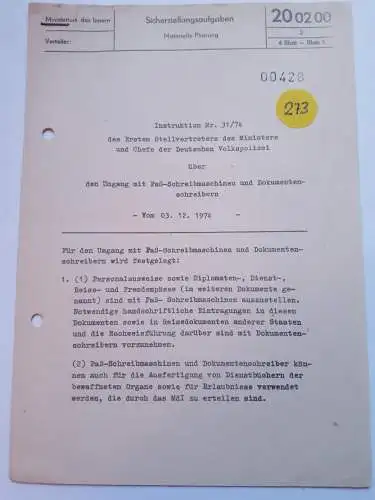 Ministerium des Innern
Verteiler:
Sicherstellungsaufgaben
Materielle Planung
20 02 00
3
4 Blatt – Blatt 1
00428
273
Instruktion Nr. 31/74
des Ersten Stellvertreters des Ministers
und Chefs der Deutschen Volkspolizei
über
den Umgang mit Paß-Schreibmaschinen und Dokumenten-
schreibern
- Vom 03. 12. 1974 -
Für den Umgang mit Paß-Schreibmaschinen und Dokumenten-
schreibern wird festgelegt:
1. (1) Personalausweise sowie Diplomaten-, Dienst-,
Reise- und Fremdenpässe (im weiteren Dokumente ge-
nannt) sind mit Paß- Schreibmaschinen auszustellen.
Notwendige handschriftliche Eintragungen in diesen
Dokumenten sowie in Reisedokumenten anderer Staaten
und die Nachweisführung darüber sind mit Dokumenten-
schreibern vorzunehmen.
(2) Paß-Schreibmaschinen und Dokumentenschreiber kön-
nen auch für die Ausfertigung von Dienstbüchern der
bewaffneten Organe sowie für Erlaubnisse verwendet
werden, die durch das MdI zu erteilen sind.